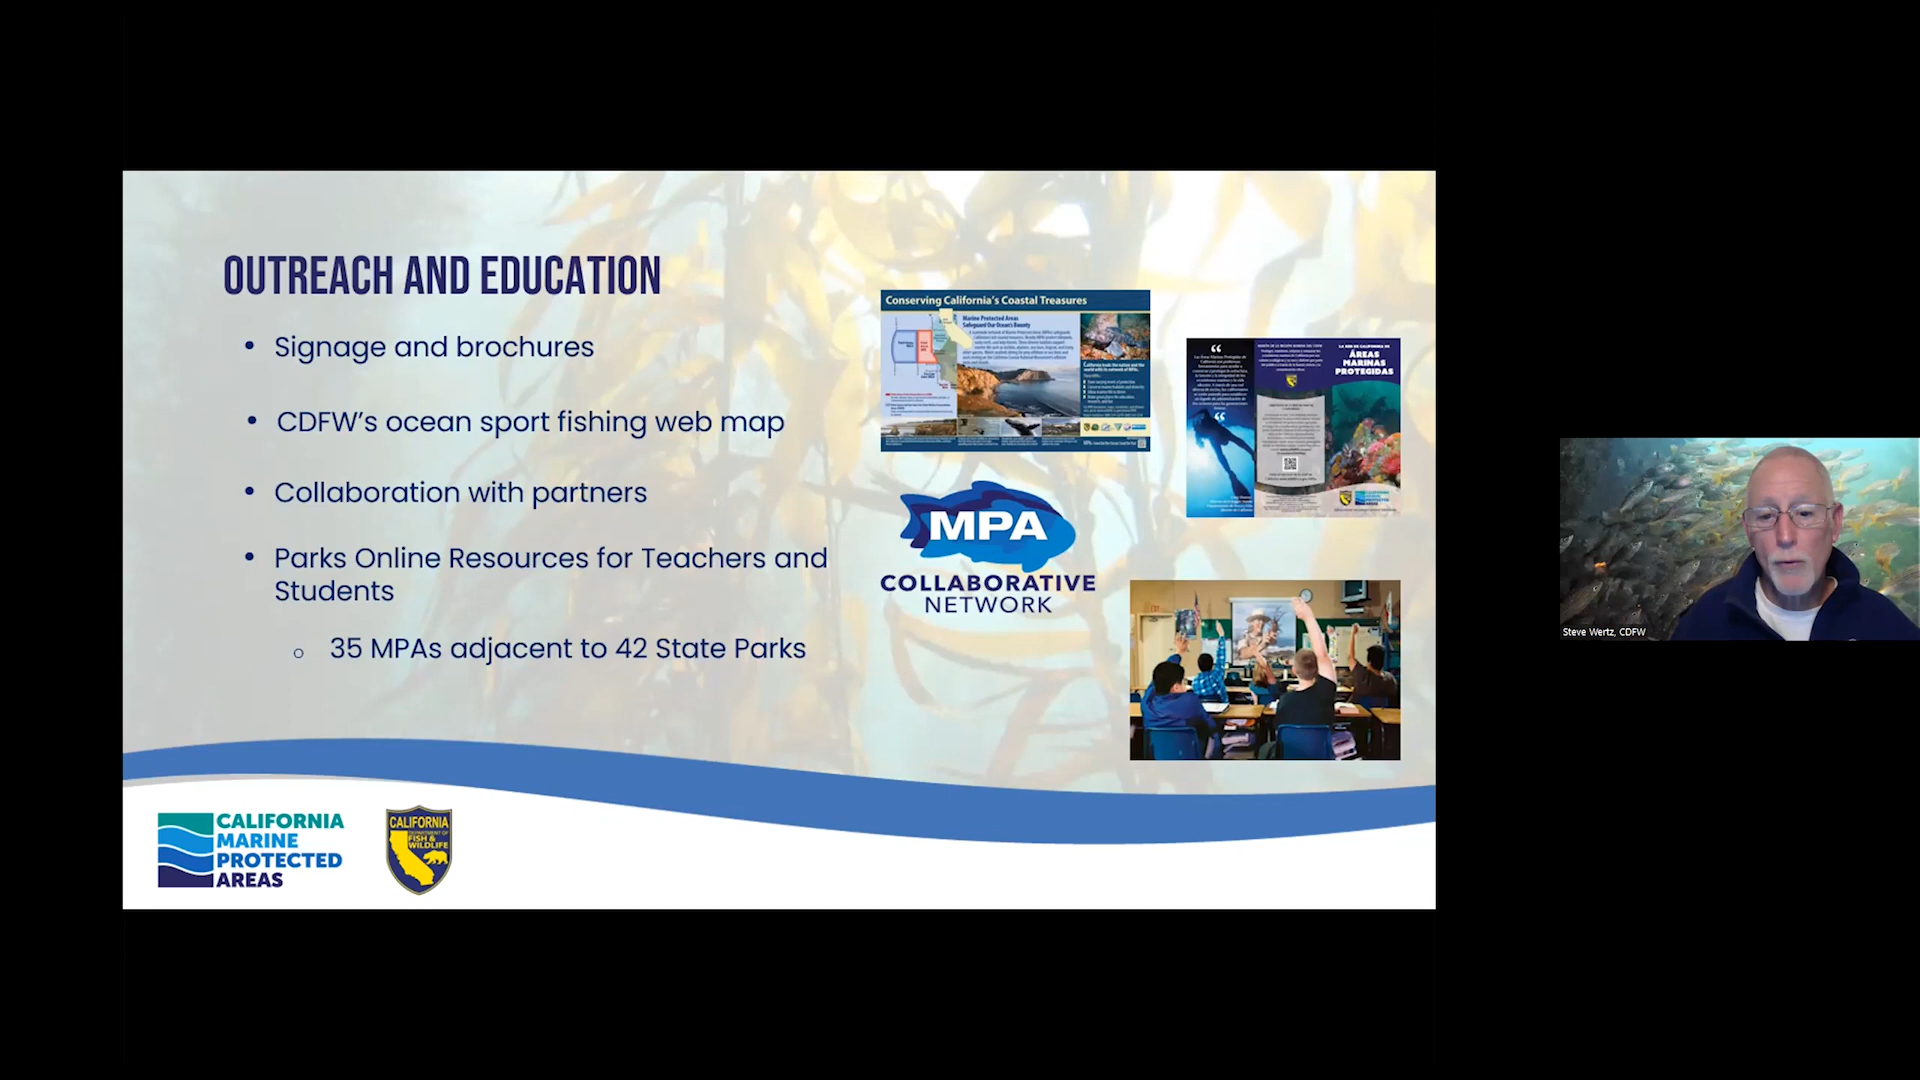 OUTREACH AND EDUCATION
• Signage and brochures
• CDFW's ocean sport fishing web map
• Collaboration with partners
• Parks Online Resources for Teachers and
Students
○ 35 MPAs adjacent to 42 State Parks
Conserving California's Coastal Treasures
Marine Protected Areas
Safeguard Our Ocean's Bounty
LA RED DE CALIFORNIA DE
ÁREAS
MARINAS
PROTEGIDAS
MPA
COLLABORATIVE
NETWORK
CALIFORNIA
MARINE
PROTECTED
AREAS
CALIFORNIA
DEPARTMENT OF
FISH &
WILDLIFE
Steve Wertz, CDFW